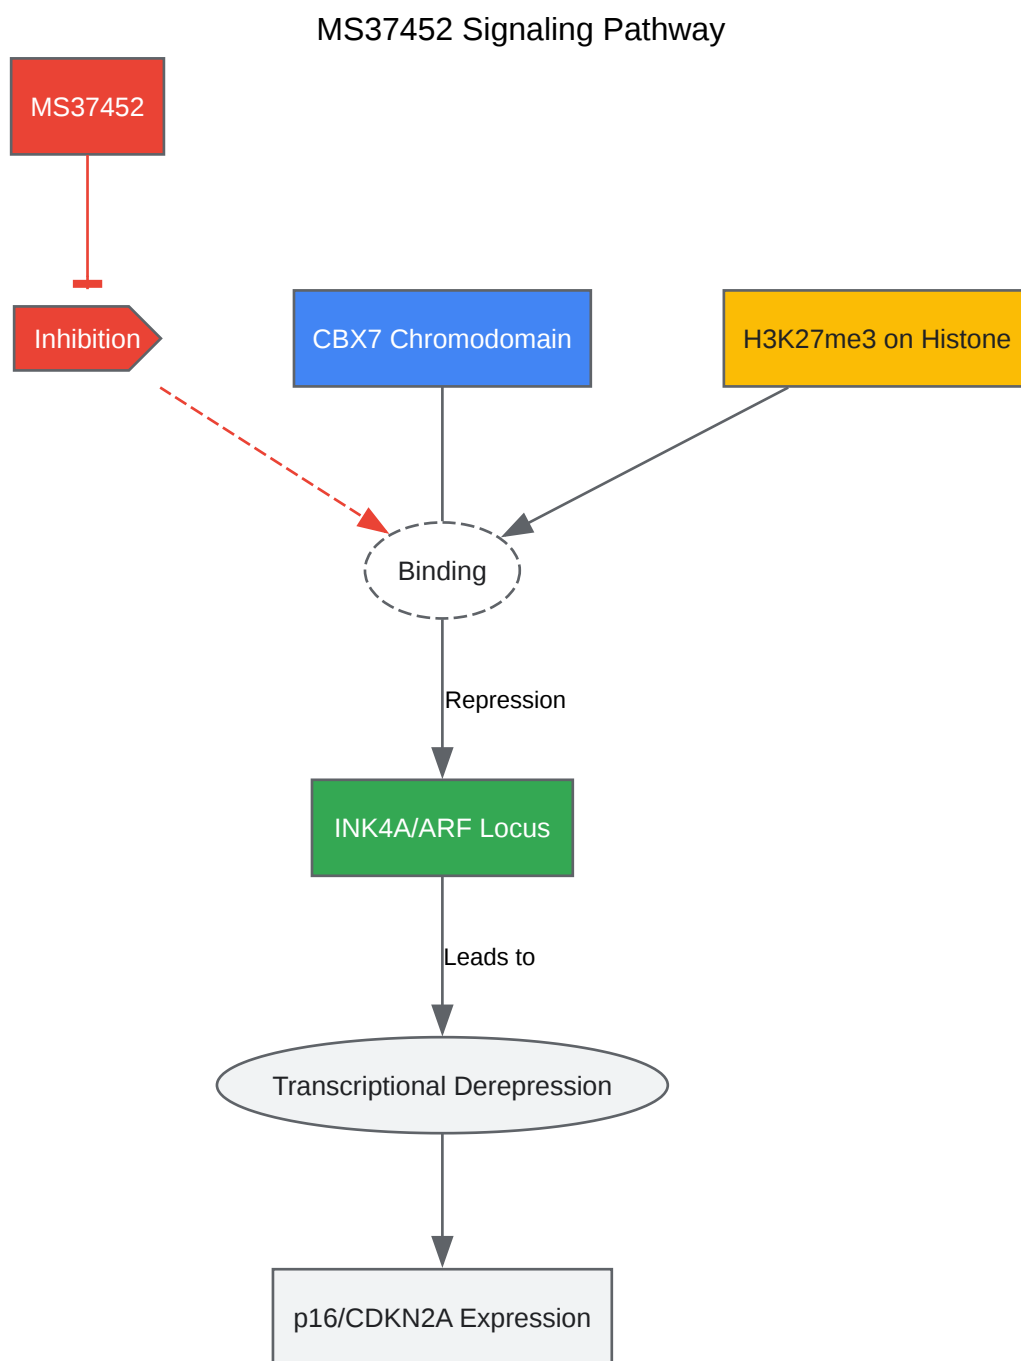 MS37452 Signaling Pathway
MS37452
Inhibition
CBX7 Chromodomain
H3K27me3 on Histone
Binding
Repression
INK4A/ARF Locus
Leads to
Transcriptional Derepression
p16/CDKN2A Expression